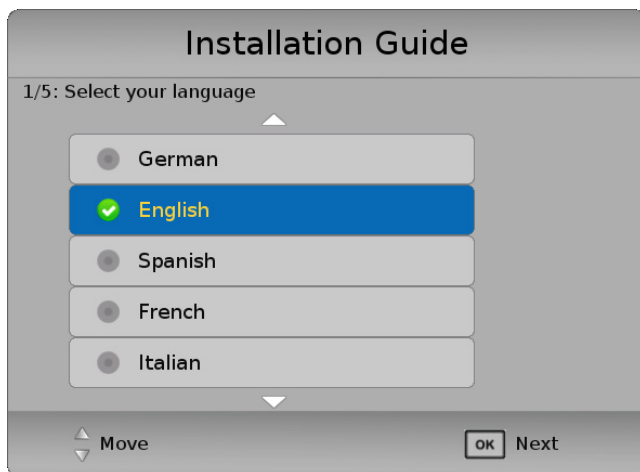 Installation Guide
1/5: Select your language
German
English
Spanish
French
Italian
Move
OK Next